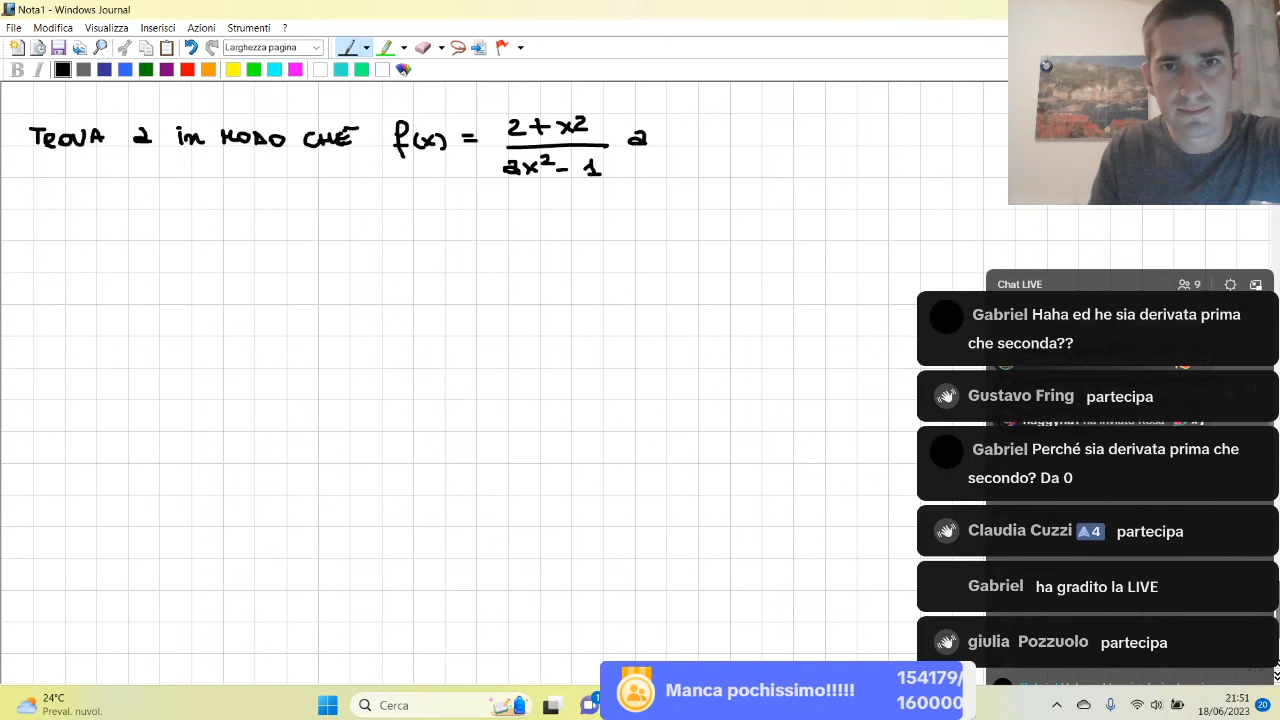 Nota1 - Windows Journal
File Modifica Visualizza Inserisci Azioni Strumenti ?
Larghezza pagina
B I
TROVA a in MODO CHE f(x) = 2+x2 / ax²-1 a
Chat LIVE 9
Gabriel Haha ed he sia derivata prima
che seconda??
Gustavo Fring partecipa
Gabriel Perché sia derivata prima che
secondo? Da 0
Claudia Cuzzi 4 partecipa
Gabriel ha gradito la LIVE
giulia Pozzuolo partecipa
Manca pochissimo!!!!!
154179/
160000
24°C
Preval. nuvol.
Cerca
21:51
18/06/2023
20